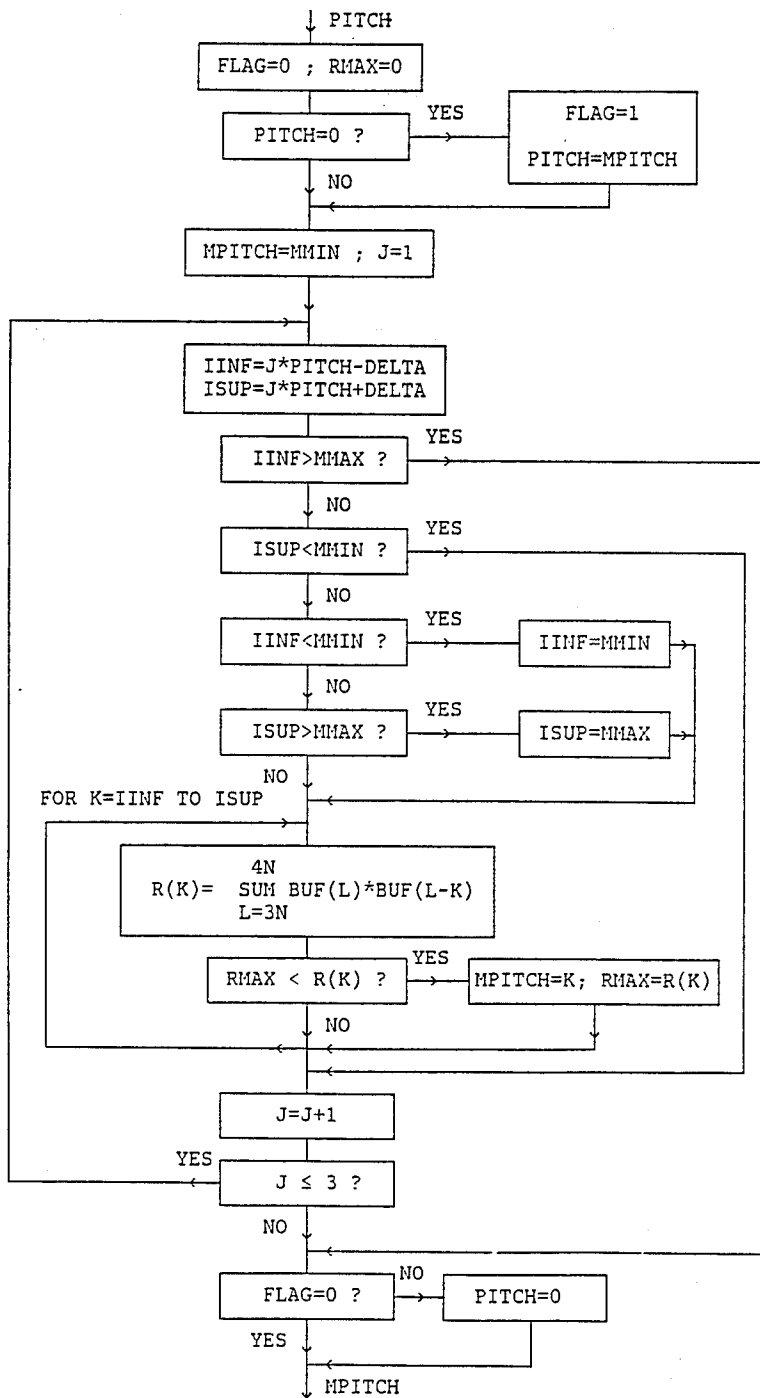 PITCH
FLAG=0 ; RMAX=0
PITCH=0 ?
YES
FLAG=1
PITCH=MPITCH
NO
MPITCH=MMIN ; J=1
IINF=J*PITCH-DELTA
ISUP=J*PITCH+DELTA
IINF>MMAX ?
YES
NO
ISUP<MMIN ?
YES
NO
IINF<MMIN ?
YES
IINF=MMIN
NO
ISUP>MMAX ?
YES
ISUP=MMAX
NO
FOR K=IINF TO ISUP
4N
R(K)= SUM BUF(L)*BUF(L-K)
L=3N
RMAX < R(K) ?
YES
MPITCH=K; RMAX=R(K)
NO
J=J+1
YES
J ≤ 3 ?
NO
FLAG=0 ?
NO
PITCH=0
YES
MPITCH